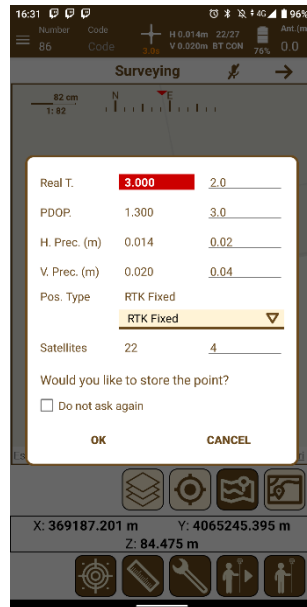 16:31 4G 96%
Number Code H 0.014m 22/27 Ant.(m
86 Code 3.0s V 0.020m BT CON 76% 0.0
Surveying
82 cm N E
1: 82
Real T. 3.000 2.0
PDOP. 1.300 3.0
H. Prec. (m) 0.014 0.02
V. Prec. (m) 0.020 0.04
Pos. Type RTK Fixed
RTK Fixed
Satellites 22 4
Would you like to store the point?
Do not ask again
OK CANCEL
X: 369187.201 m Y: 4065245.395 m
Z: 84.475 m